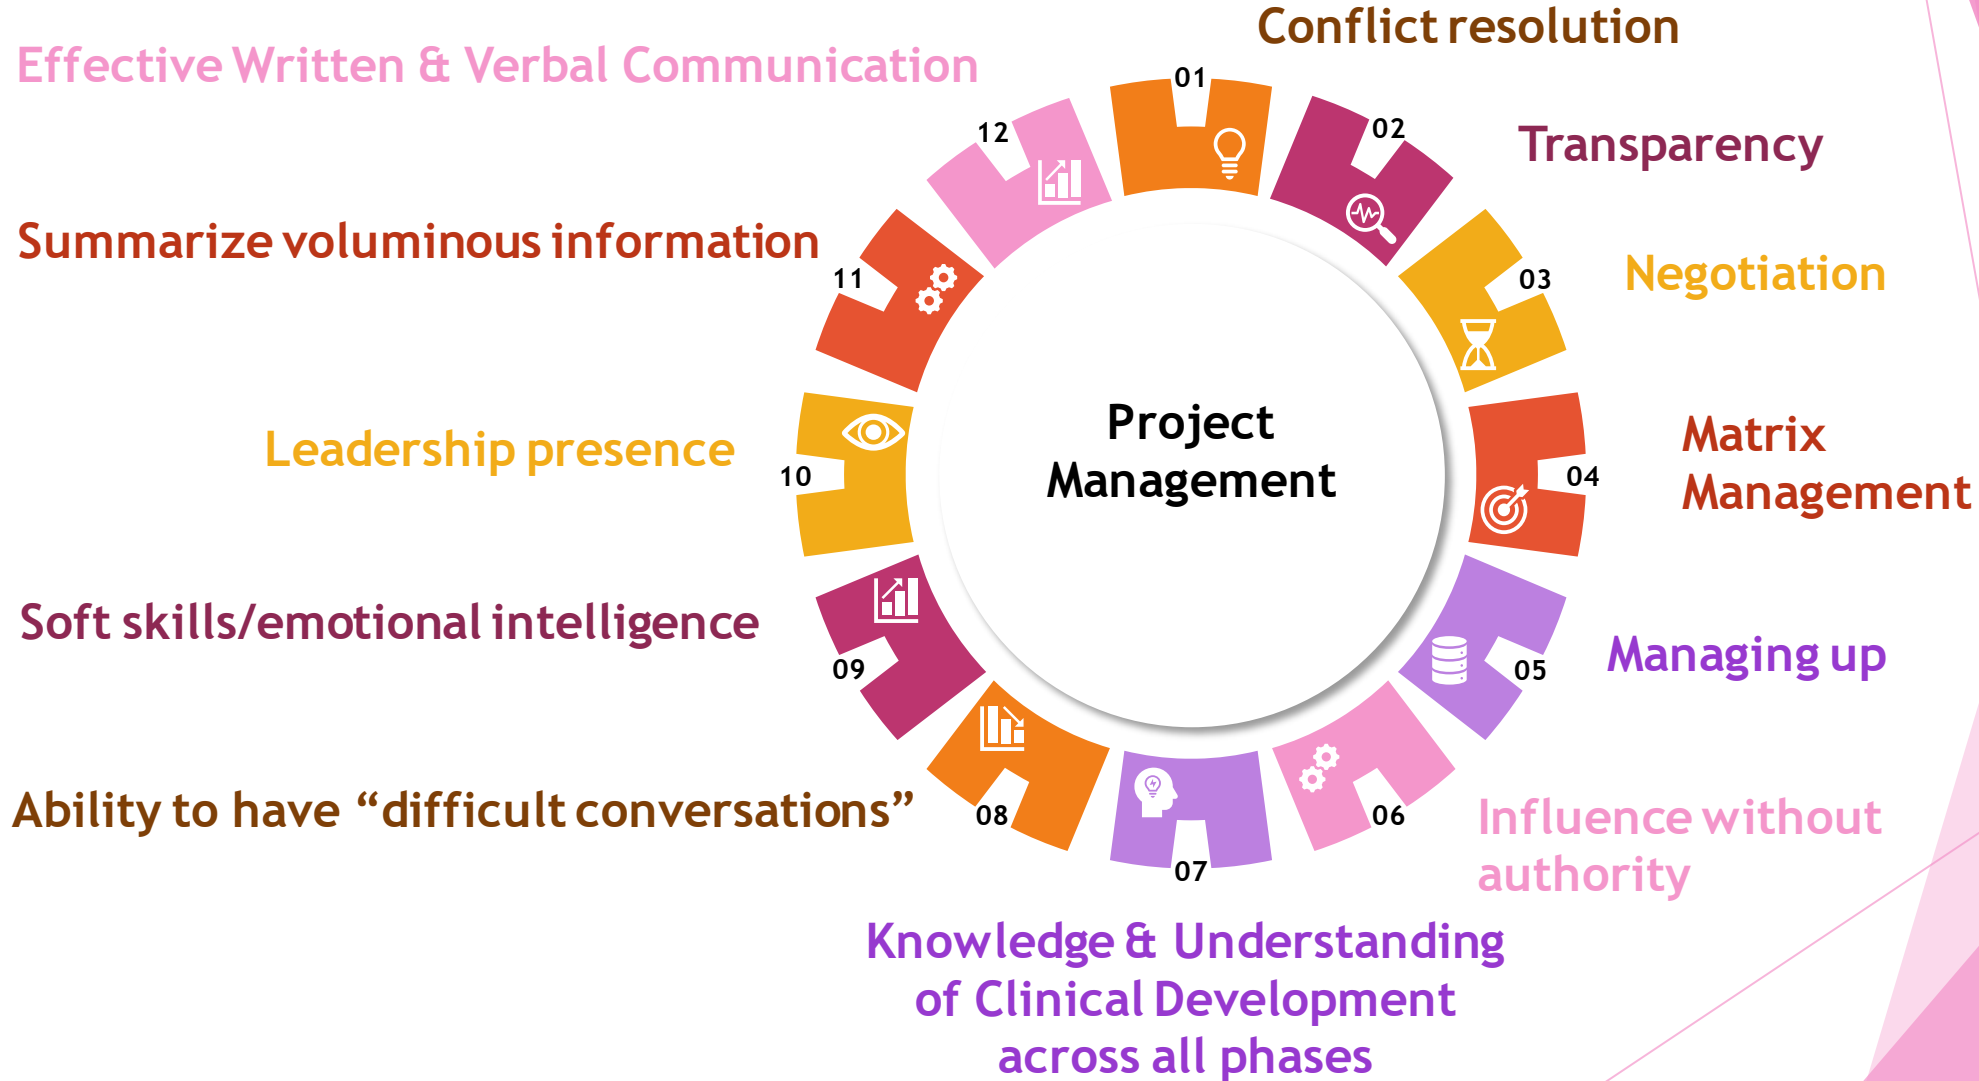 Conflict resolution
01
Effective Written & Verbal Communication
12
02
Transparency
Summarize voluminous information
11
03
Negotiation
Leadership presence
10
Project
Management
04
Matrix
Management
Soft skills/emotional intelligence
09
05
Managing up
Ability to have “difficult conversations”
08
06
Influence without
authority
07
Knowledge & Understanding
of Clinical Development
across all phases